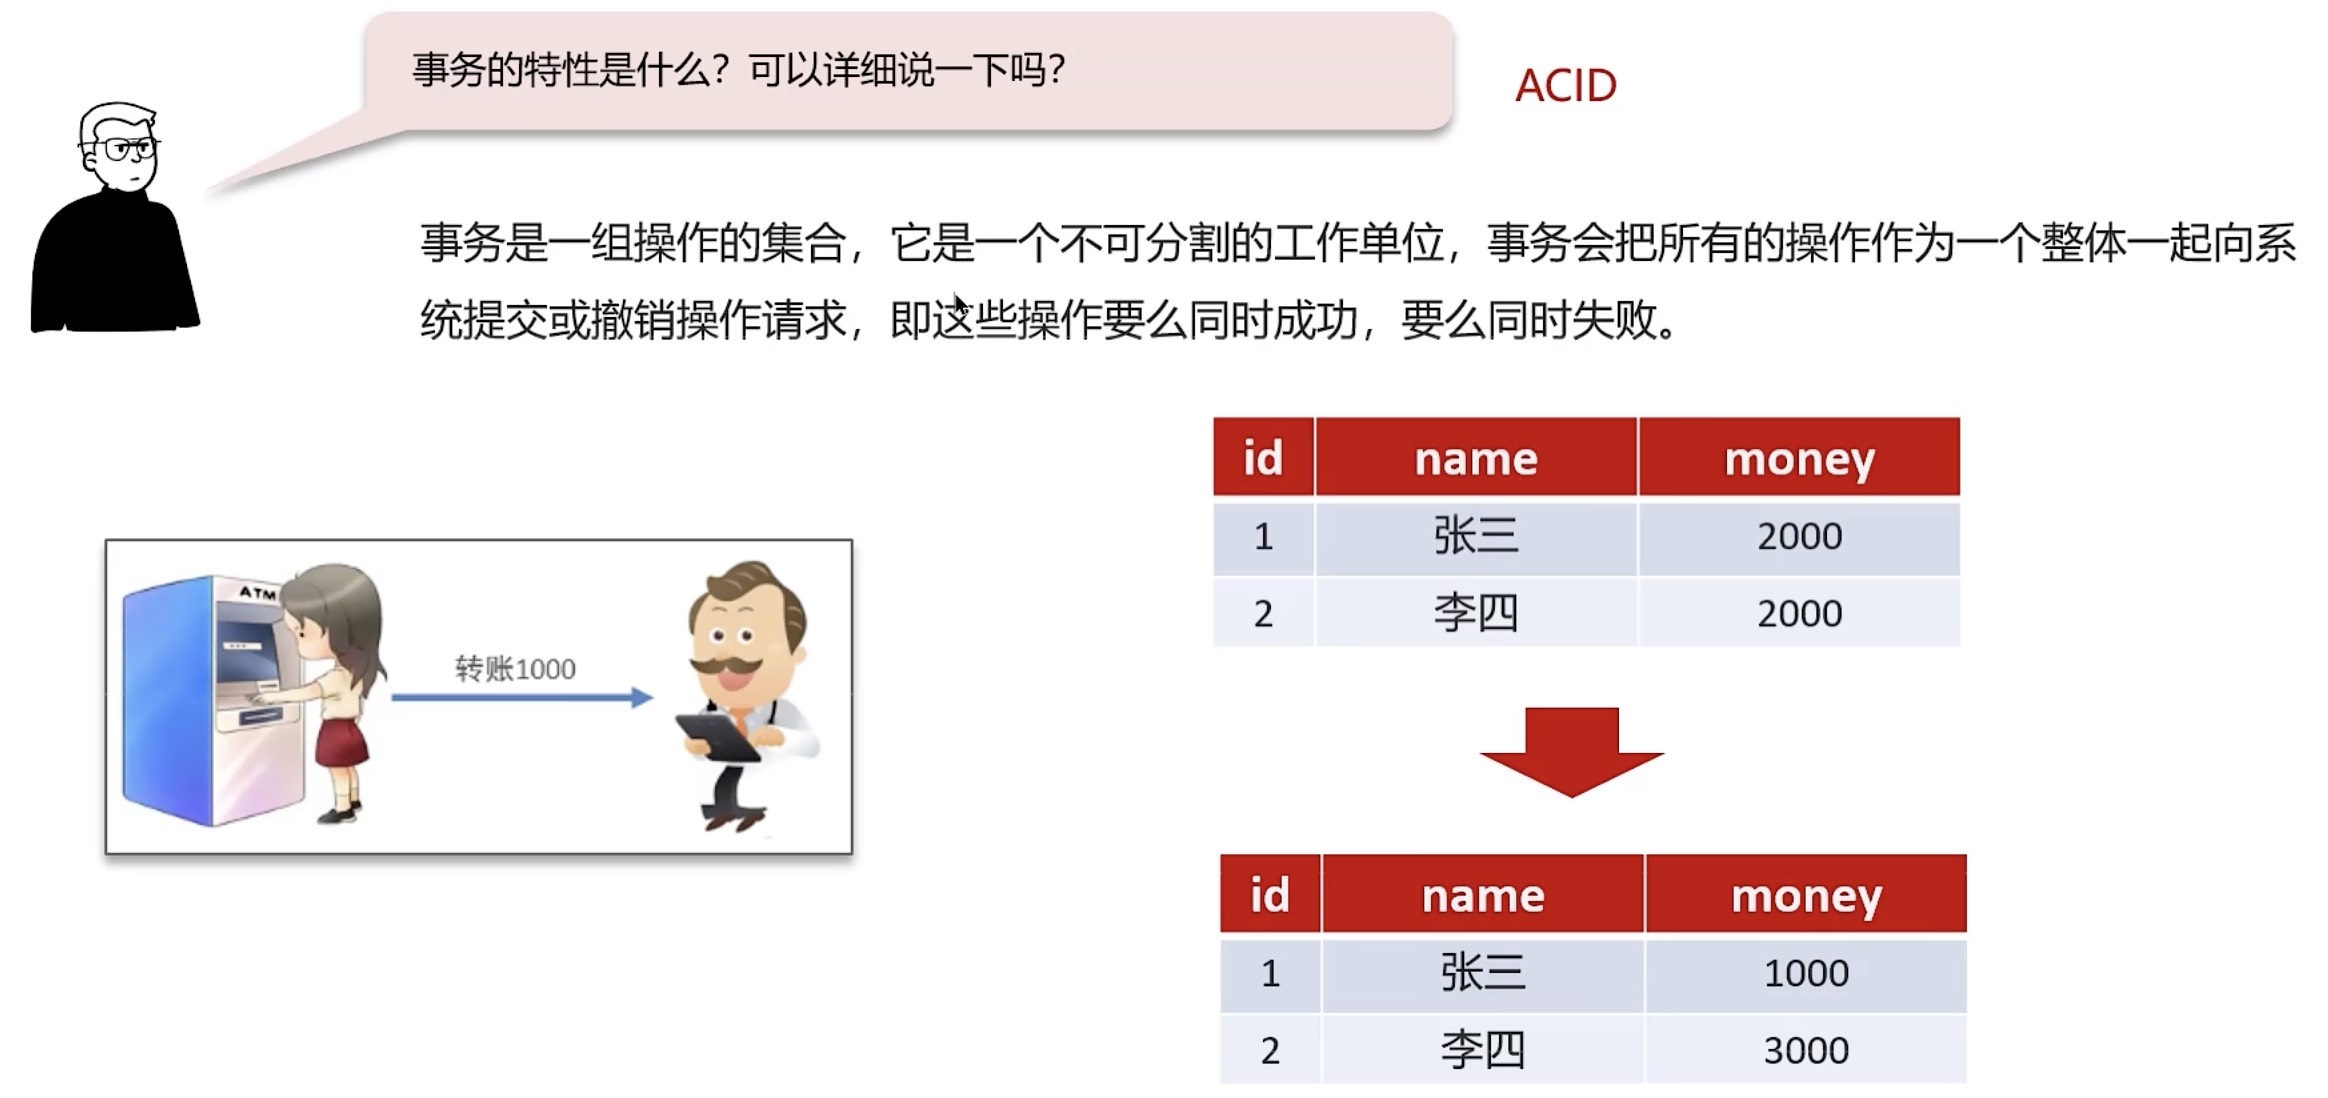 事务的特性是什么？可以详细说一下吗？
ACID
事务是一组操作的集合，它是一个不可分割的工作单位，事务会把所有的操作作为一个整体一起向系
统提交或撤销操作请求，即这些操作要么同时成功，要么同时失败。
ATM
转账1000
id name money
1 张三 2000
2 李四 2000
id name money
1 张三 1000
2 李四 3000